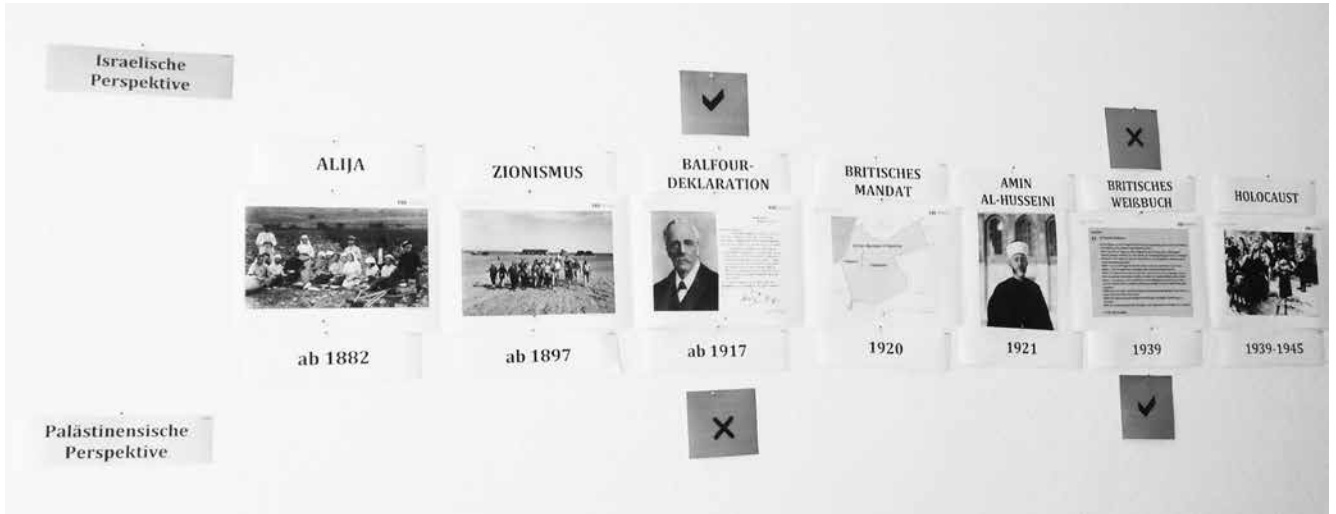 Israelische
Perspektive
ALIJA
ZIONISMUS
BALFOUR-
DEKLARATION
BRITISCHES
MANDAT
AMIN
AL-HUSSEINI
BRITISCHES
WEIßBUCH
HOLOCAUST
ab 1882
ab 1897
ab 1917
1920
1921
1939
1939-1945
Palästinensische
Perspektive